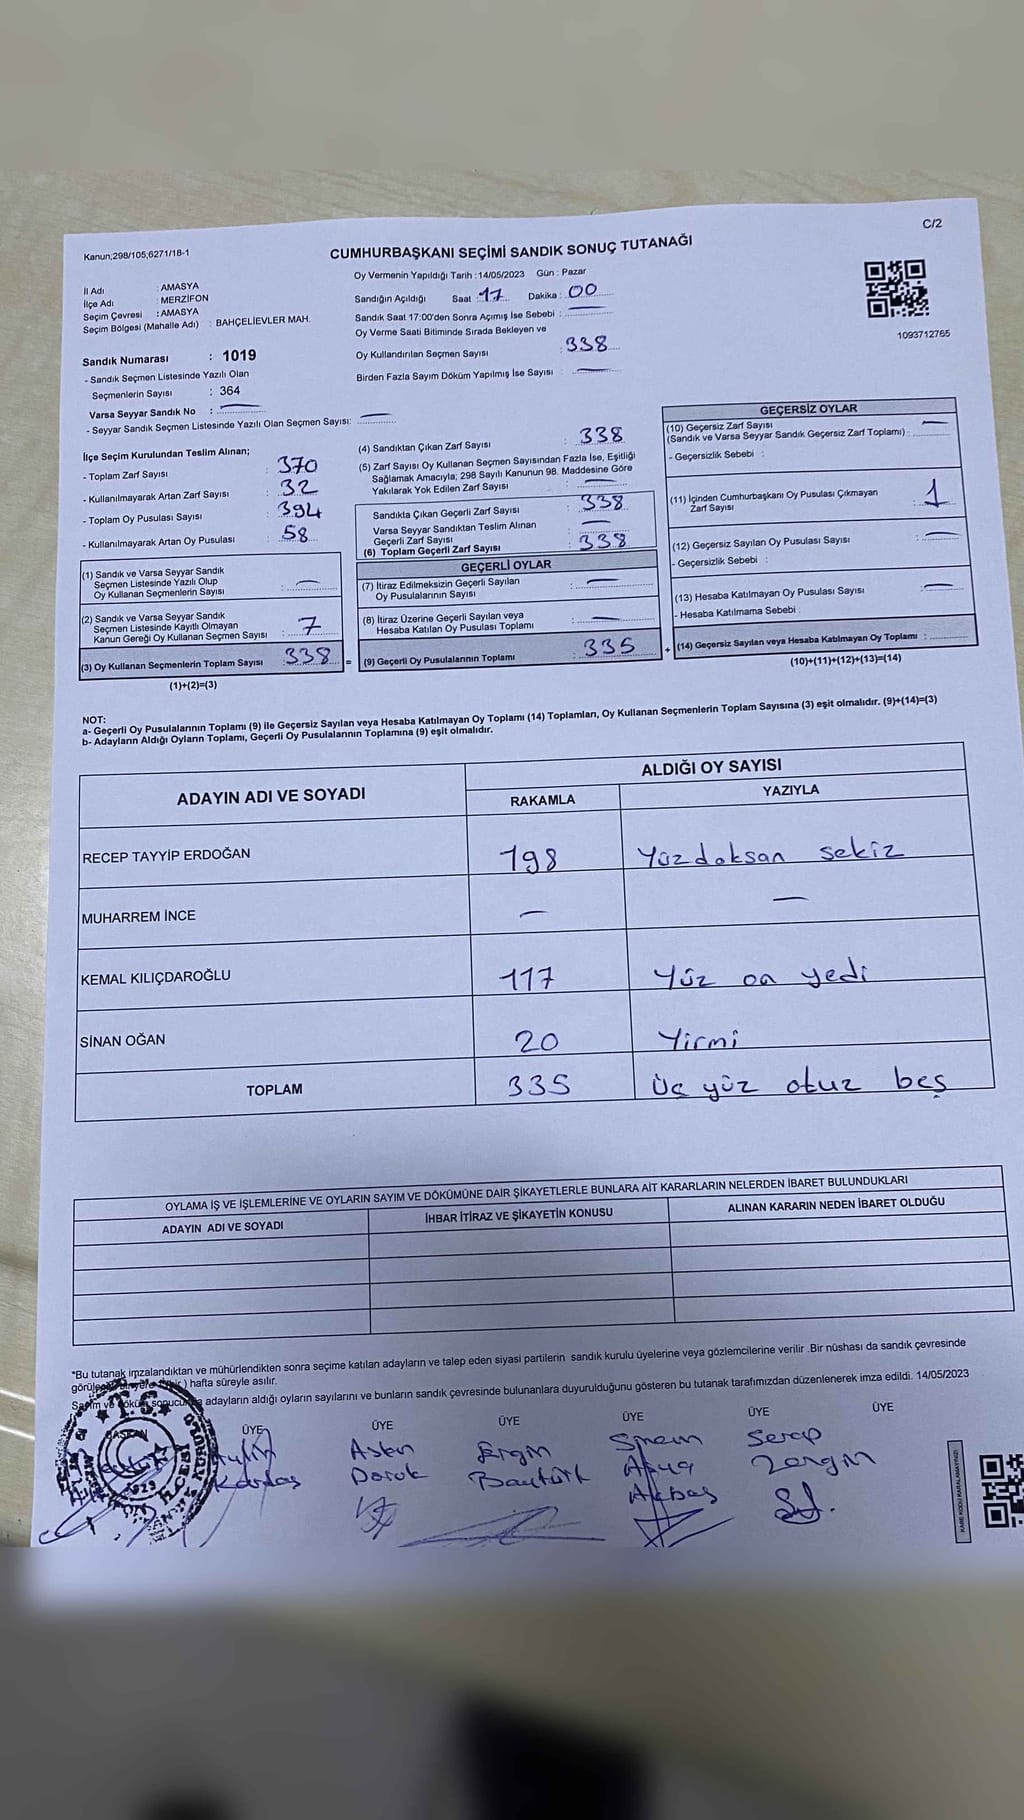 C/2
Kanun;298/105;6271/18-1
CUMHURBAŞKANI SEÇİMİ SANDIK SONUÇ TUTANAĞI
İl Adı : AMASYA
İlçe Adı : MERZİFON
Seçim Çevresi : AMASYA
Seçim Bölgesi (Mahalle Adı) : BAHÇELİEVLER MAH.
Sandık Numarası : 1019
- Sandık Seçmen Listesinde Yazılı Olan
Seçmenlerin Sayısı : 364
Varsa Seyyar Sandık No : —
- Seyyar Sandık Seçmen Listesinde Yazılı Olan Seçmen Sayısı: —
Oy Vermenin Yapıldığı Tarih :14/05/2023 Gün : Pazar
Sandığın Açıldığı Saat 17 Dakika : 00
Sandık Saat 17:00'den Sonra Açımış İse Sebebi : —
Oy Verme Saati Bitiminde Sırada Bekleyen ve
Oy Kullandırılan Seçmen Sayısı : 338
Birden Fazla Sayım Döküm Yapılmış İse Sayısı : —
1093712765
İlçe Seçim Kurulundan Teslim Alınan;
- Toplam Zarf Sayısı : 370
- Kullanılmayarak Artan Zarf Sayısı : 32
- Toplam Oy Pusulası Sayısı : 394
- Kullanılmayarak Artan Oy Pusulası : 58
(1) Sandık ve Varsa Seyyar Sandık
Seçmen Listesinde Yazılı Olup
Oy Kullanan Seçmenlerin Sayısı : —
(2) Sandık ve Varsa Seyyar Sandık
Seçmen Listesinde Kayıtlı Olmayan
Kanun Gereği Oy Kullanan Seçmen Sayısı : 7
(3) Oy Kullanan Seçmenlerin Toplam Sayısı : 338 =
(1)+(2)=(3)
(4) Sandıktan Çıkan Zarf Sayısı : 338
(5) Zarf Sayısı Oy Kullanan Seçmen Sayısından Fazla İse, Eşitliği
Sağlamak Amacıyla; 298 Sayılı Kanunun 98. Maddesine Göre
Yakılarak Yok Edilen Zarf Sayısı : —
Sandıkta Çıkan Geçerli Zarf Sayısı : 338
Varsa Seyyar Sandıktan Teslim Alınan
Geçerli Zarf Sayısı : —
(6) Toplam Geçerli Zarf Sayısı : 338
GEÇERLİ OYLAR
(7) İtiraz Edilmeksizin Geçerli Sayılan
Oy Pusulalarının Sayısı : —
(8) İtiraz Üzerine Geçerli Sayılan veya
Hesaba Katılan Oy Pusulası Toplamı : —
(9) Geçerli Oy Pusulalarının Toplamı : 335 +
GEÇERSİZ OYLAR
(10) Geçersiz Zarf Sayısı
(Sandık ve Varsa Seyyar Sandık Geçersiz Zarf Toplamı) : —
- Geçersizlik Sebebi :
(11) İçinden Cumhurbaşkanı Oy Pusulası Çıkmayan
Zarf Sayısı : 1
(12) Geçersiz Sayılan Oy Pusulası Sayısı : —
- Geçersizlik Sebebi :
(13) Hesaba Katılmayan Oy Pusulası Sayısı : —
- Hesaba Katılmama Sebebi :
(14) Geçersiz Sayılan veya Hesaba Katılmayan Oy Toplamı :
(10)+(11)+(12)+(13)=(14)
NOT:
a- Geçerli Oy Pusulalarının Toplamı (9) ile Geçersiz Sayılan veya Hesaba Katılmayan Oy Toplamı (14) Toplamları, Oy Kullanan Seçmenlerin Toplam Sayısına (3) eşit olmalıdır. (9)+(14)=(3)
b- Adayların Aldığı Oyların Toplamı, Geçerli Oy Pusulalarının Toplamına (9) eşit olmalıdır.
ADAYIN ADI VE SOYADI
ALDIĞI OY SAYISI
RAKAMLA YAZIYLA
RECEP TAYYİP ERDOĞAN 198 Yüzdoksan sekiz
MUHARREM İNCE — —
KEMAL KILIÇDAROĞLU 117 Yüz on yedi
SİNAN OĞAN 20 Yirmi
TOPLAM 335 Üç yüz otuz beş
OYLAMA İŞ VE İŞLEMLERİNE VE OYLARIN SAYIM VE DÖKÜMÜNE DAİR ŞİKAYETLERLE BUNLARA AİT KARARLARIN NELERDEN İBARET BULUNDUKLARI
ADAYIN ADI VE SOYADI İHBAR İTİRAZ VE ŞİKAYETİN KONUSU ALINAN KARARIN NEDEN İBARET OLDUĞU
*Bu tutanak imzalandıktan ve mühürlendikten sonra seçime katılan adayların ve talep eden siyasi partilerin sandık kurulu üyelerine veya gözlemcilerine verilir .Bir nüshası da sandık çevresinde
) hafta süreyle asılır.
adayların aldığı oyların sayılarını ve bunların sandık çevresinde bulunanlara duyurulduğunu gösteren bu tutanak tarafımızdan düzenlenerek imza edildi. 14/05/2023
BAŞKAN ÜYE ÜYE ÜYE ÜYE ÜYE ÜYE
Ergin Serap
Doruk Baytürk Zengin
Akbaş
T.S.